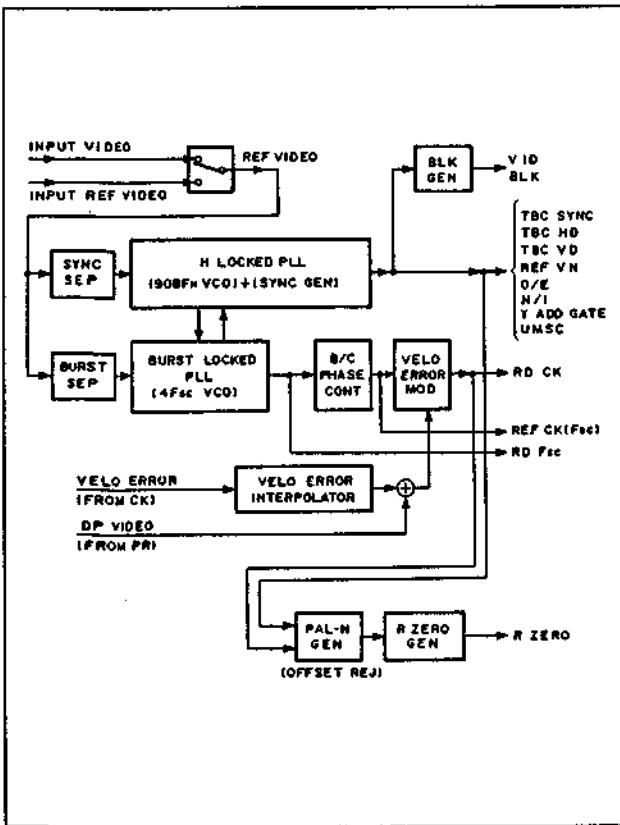 INPUT VIDEO
REF VIDEO
INPUT REF VIDEO
BLK
GEN
VID
BLK
SYNC
SEP
H LOCKED PLL
(908FH VCO)+(SYNC GEN)
TBC SYNC
TBC HD
TBC VD
REF VN
O/E
N/I
Y ADD GATE
UMSC
BURST
SEP
BURST LOCKED
PLL
(4Fsc VCO)
B/C
PHASE
CONT
VELO
ERROR
MOD
RD CK
REF CK(Fsc)
RD Fsc
VELO ERROR
(FROM CK)
VELO ERROR
INTERPOLATOR
DP VIDEO
(FROM PR)
PAL-N
GEN
(OFFSET REJ)
R ZERO
GEN
R ZERO